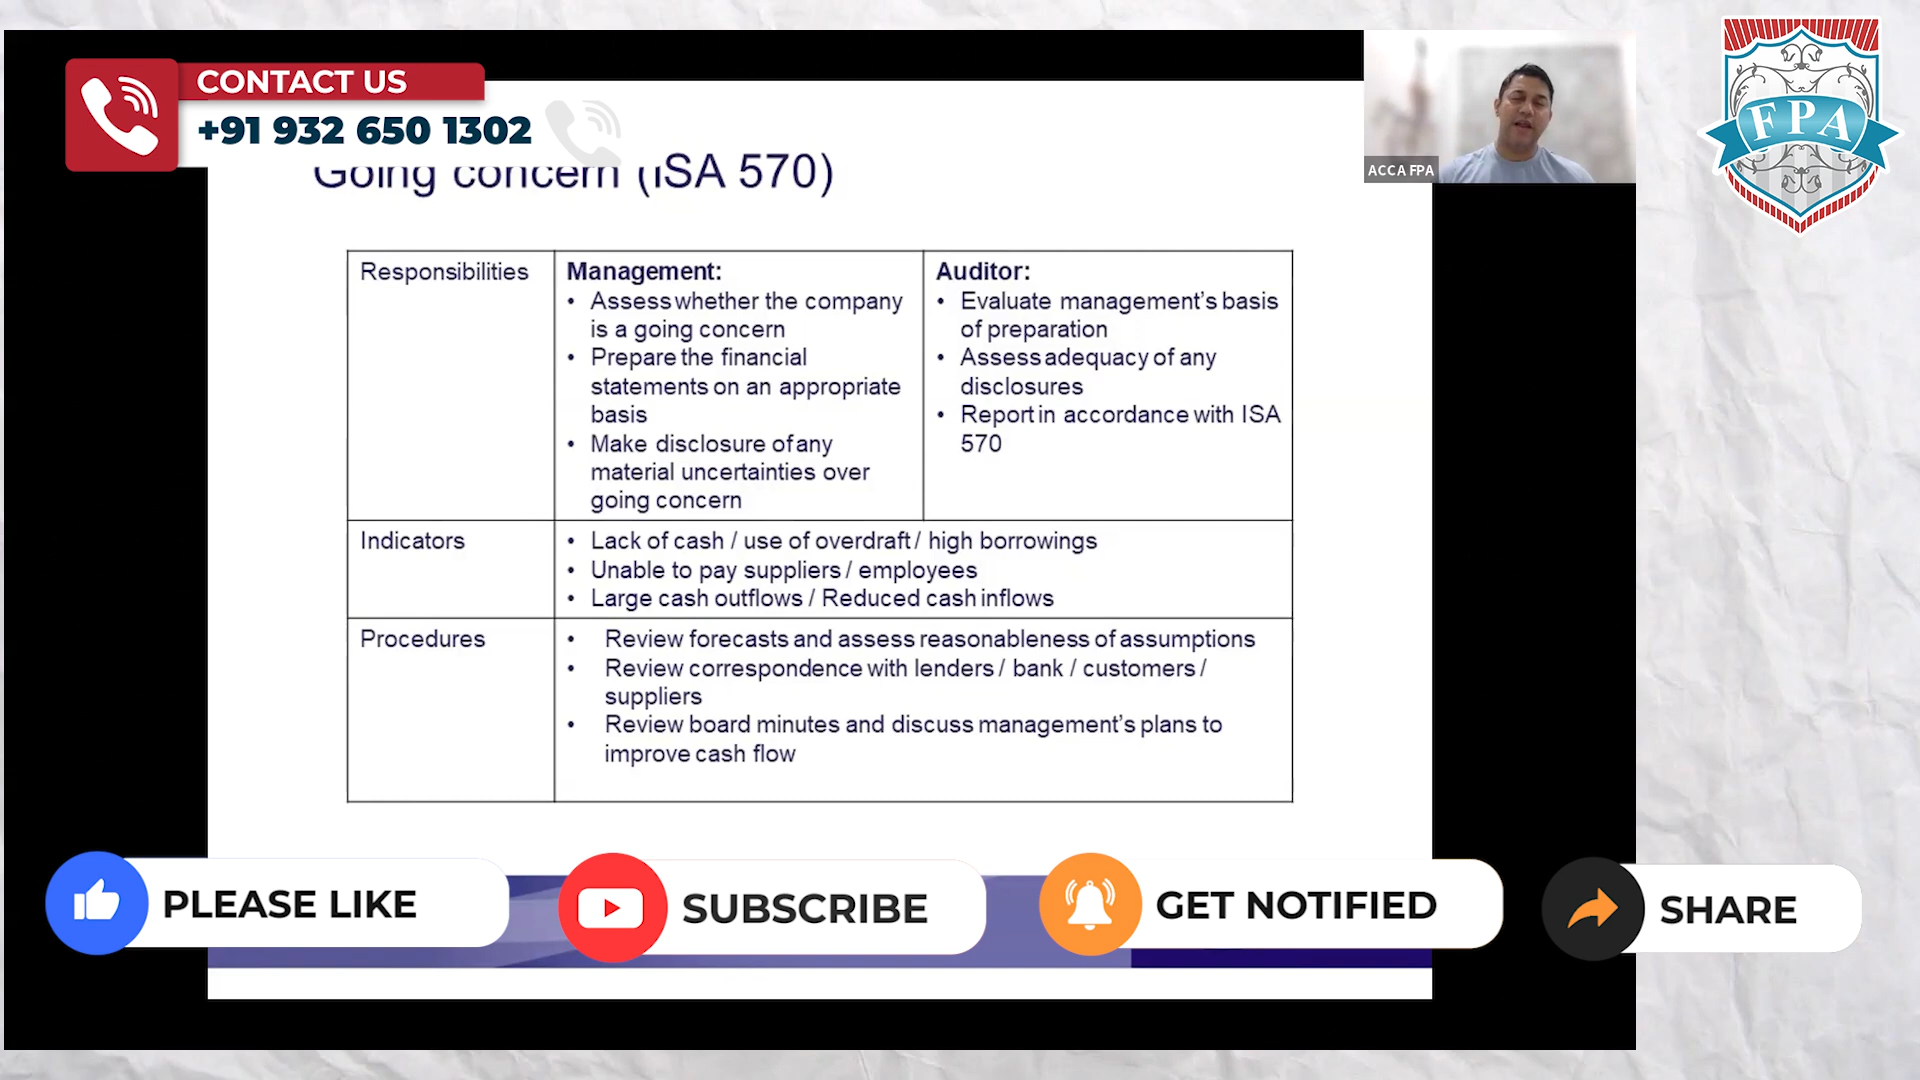 CONTACT US
+91 932 650 1302
Going concern (ISA 570)
ACCA FPA
FPA
Responsibilities
Management:
• Assess whether the company
is a going concern
• Prepare the financial
statements on an appropriate
basis
• Make disclosure of any
material uncertainties over
going concern
Auditor:
• Evaluate management's basis
of preparation
• Assess adequacy of any
disclosures
• Report in accordance with ISA
570
Indicators
• Lack of cash / use of overdraft / high borrowings
• Unable to pay suppliers / employees
• Large cash outflows / Reduced cash inflows
Procedures
• Review forecasts and assess reasonableness of assumptions
• Review correspondence with lenders / bank / customers /
suppliers
• Review board minutes and discuss management's plans to
improve cash flow
PLEASE LIKE
SUBSCRIBE
GET NOTIFIED
SHARE